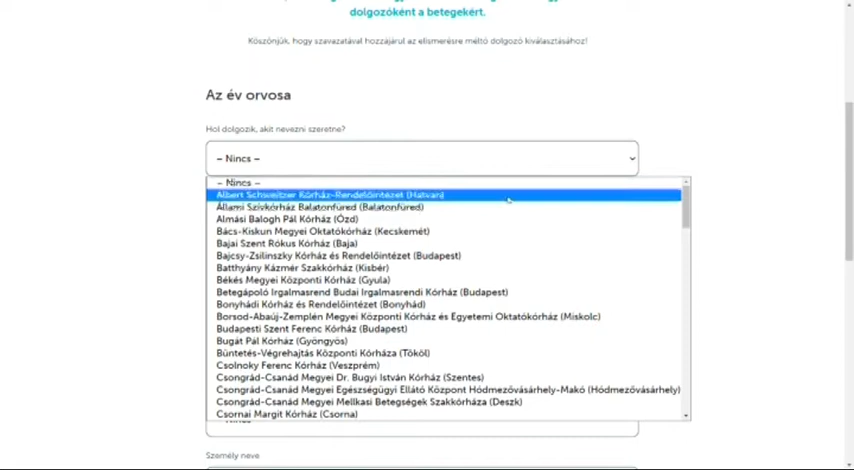 dolgozóként a betegekért.
Köszönjük, hogy szavazatával hozzájárul az elismerésre méltó dolgozó kiválasztásához!
Az év orvosa
Hol dolgozik, akit nevezni szeretne?
– Nincs –
– Nincs –
Albert Schweitzer Kórház-Rendelőintézet (Hatvan)
Állami Szívkórház Balatonfüred (Balatonfüred)
Almási Balogh Pál Kórház (Ózd)
Bács-Kiskun Megyei Oktatókórház (Kecskemét)
Bajai Szent Rókus Kórház (Baja)
Bajcsy-Zsilinszky Kórház és Rendelőintézet (Budapest)
Batthyány Kázmér Szakkórház (Kisbér)
Békés Megyei Központi Kórház (Gyula)
Betegápoló Irgalmasrend Budai Irgalmasrendi Kórház (Budapest)
Bonyhádi Kórház és Rendelőintézet (Bonyhád)
Borsod-Abaúj-Zemplén Megyei Központi Kórház és Egyetemi Oktatókórház (Miskolc)
Budapesti Szent Ferenc Kórház (Budapest)
Bugát Pál Kórház (Gyöngyös)
Büntetés-Végrehajtás Központi Kórháza (Tököl)
Csolnoky Ferenc Kórház (Veszprém)
Csongrád-Csanád Megyei Dr. Bugyi István Kórház (Szentes)
Csongrád-Csanád Megyei Egészségügyi Ellátó Központ Hódmezővásárhely-Makó (Hódmezővásárhely)
Csongrád-Csanád Megyei Mellkasi Betegségek Szakkórháza (Deszk)
Csornai Margit Kórház (Csorna)
Személy neve